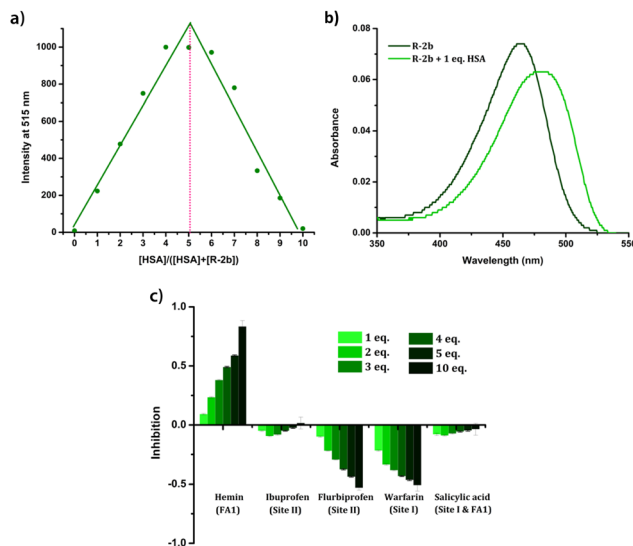 a)
Intensity at 515 nm
1000
800
600
400
200
0
0 1 2 3 4 5 6 7 8 9 10
[HSA]/([HSA]+[R-2b])
b)
R-2b
R-2b + 1 eq. HSA
Absorbance
0.08
0.06
0.04
0.02
0.00
350 400 450 500 550
Wavelength (nm)
c)
Inhibition
1.0
0.5
0.0
-0.5
-1.0
1 eq. 4 eq.
2 eq. 5 eq.
3 eq. 10 eq.
Hemin Ibuprofen Flurbiprofen Warfarin Salicylic acid
(FA1) (Site II) (Site II) (Site I) (Site I & FA1)